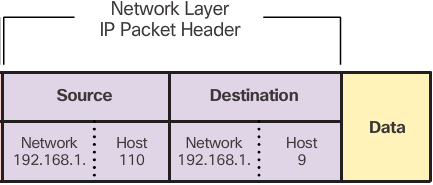 Network Layer
IP Packet Header
Source
Destination
Data
Network
192.168.1.
Host
110
Network
192.168.1.
Host
9